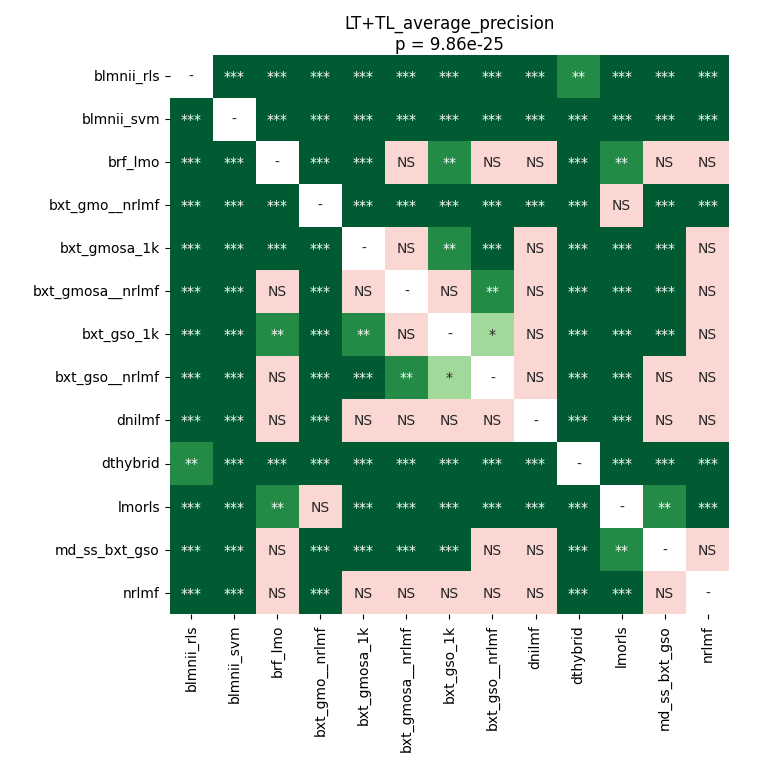 LT+TL_average_precision
p = 9.86e-25
blmnii_rls - *** *** *** *** *** *** *** *** ** *** *** ***
blmnii_svm *** - *** *** *** *** *** *** *** *** *** *** ***
brf_lmo *** *** - *** *** NS ** NS NS *** ** NS NS
bxt_gmo__nrlmf *** *** *** - *** *** *** *** *** *** NS *** ***
bxt_gmosa_1k *** *** *** *** - NS ** *** NS *** *** *** NS
bxt_gmosa__nrlmf *** *** NS *** NS - NS ** NS *** *** *** NS
bxt_gso_1k *** *** ** *** ** NS - * NS *** *** *** NS
bxt_gso__nrlmf *** *** NS *** *** ** * - NS *** *** NS NS
dnilmf *** *** NS *** NS NS NS NS - *** *** NS NS
dthybrid ** *** *** *** *** *** *** *** *** - *** *** ***
lmorls *** *** ** NS *** *** *** *** *** *** - ** ***
md_ss_bxt_gso *** *** NS *** *** *** *** NS NS *** ** - NS
nrlmf *** *** NS *** NS NS NS NS NS *** *** NS -
blmnii_rls
blmnii_svm
brf_lmo
bxt_gmo__nrlmf
bxt_gmosa_1k
bxt_gmosa__nrlmf
bxt_gso_1k
bxt_gso__nrlmf
dnilmf
dthybrid
lmorls
md_ss_bxt_gso
nrlmf